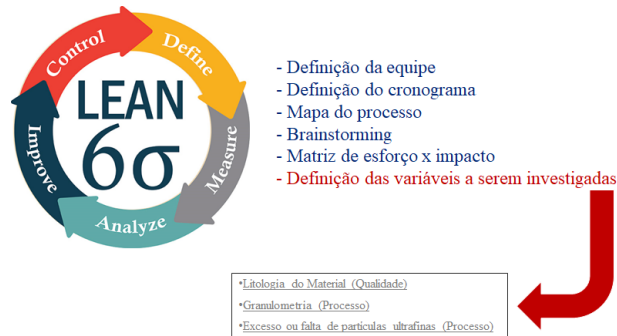 Control
Define
LEAN
6σ
Improve
Measure
Analyze
- Definição da equipe
- Definição do cronograma
- Mapa do processo
- Brainstorming
- Matriz de esforço x impacto
- Definição das variáveis a serem investigadas
•Litologia do Material (Qualidade)
•Granulometria (Processo)
•Excesso ou falta de partículas ultrafinas (Processo)